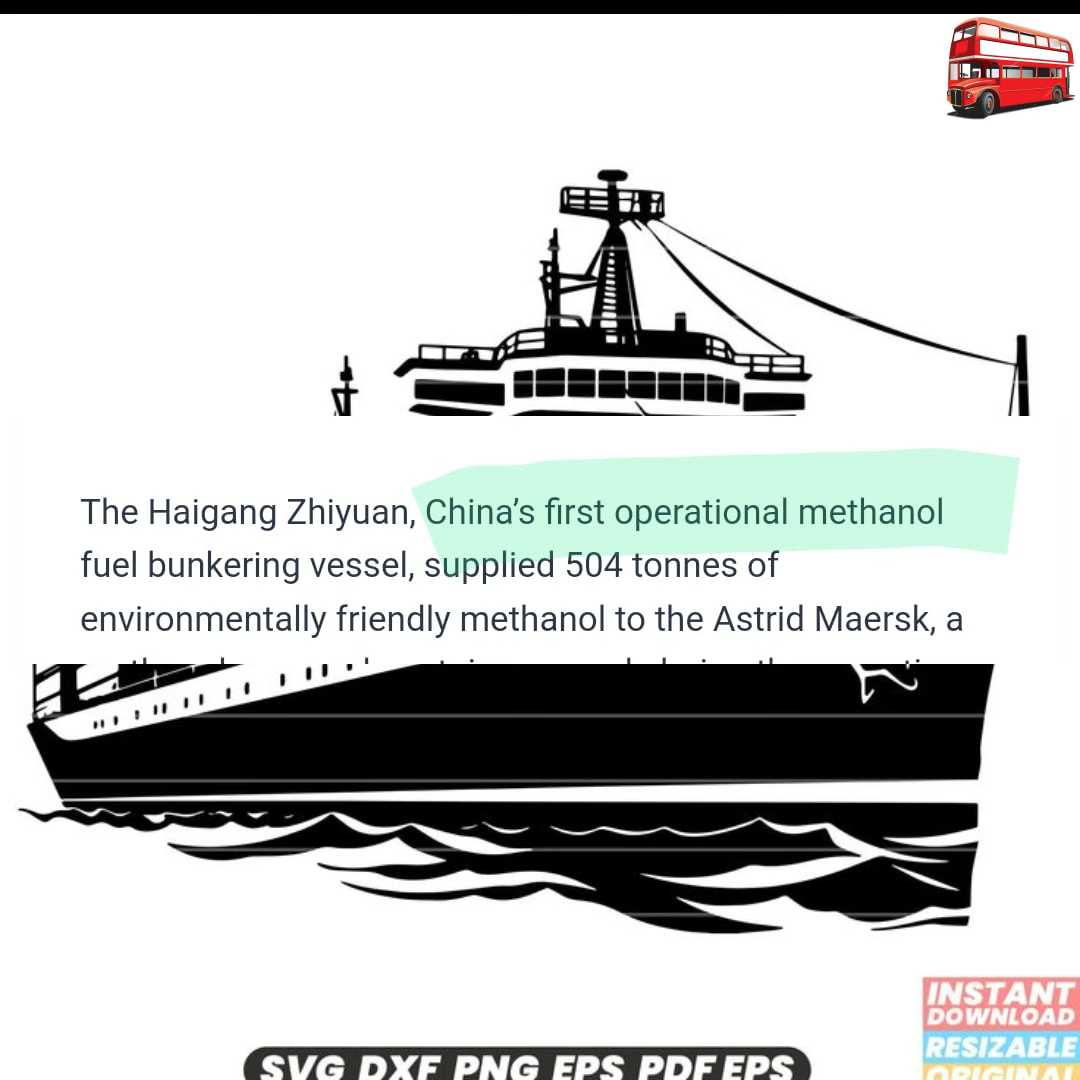 The Haigang Zhiyuan, China’s first operational methanol
fuel bunkering vessel, supplied 504 tonnes of
environmentally friendly methanol to the Astrid Maersk, a
INSTANT
DOWNLOAD
RESIZABLE
ORIGINAL
SVG DXF PNG EPS PDF EPS